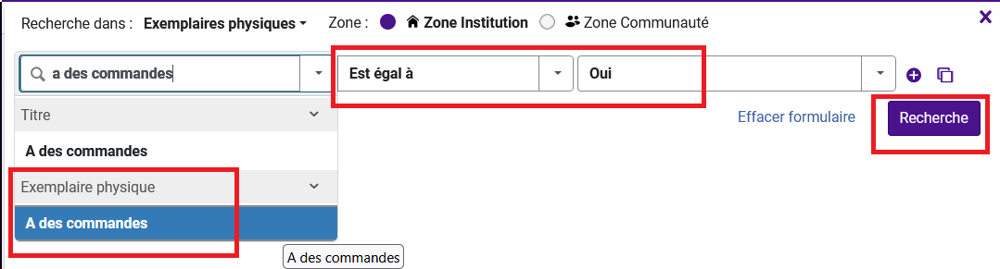 Recherche dans : Exemplaires physiques Zone : Zone Institution Zone Communauté
a des commandes Est égal à Oui
Titre
A des commandes
Exemplaire physique
A des commandes
A des commandes
Effacer formulaire Recherche